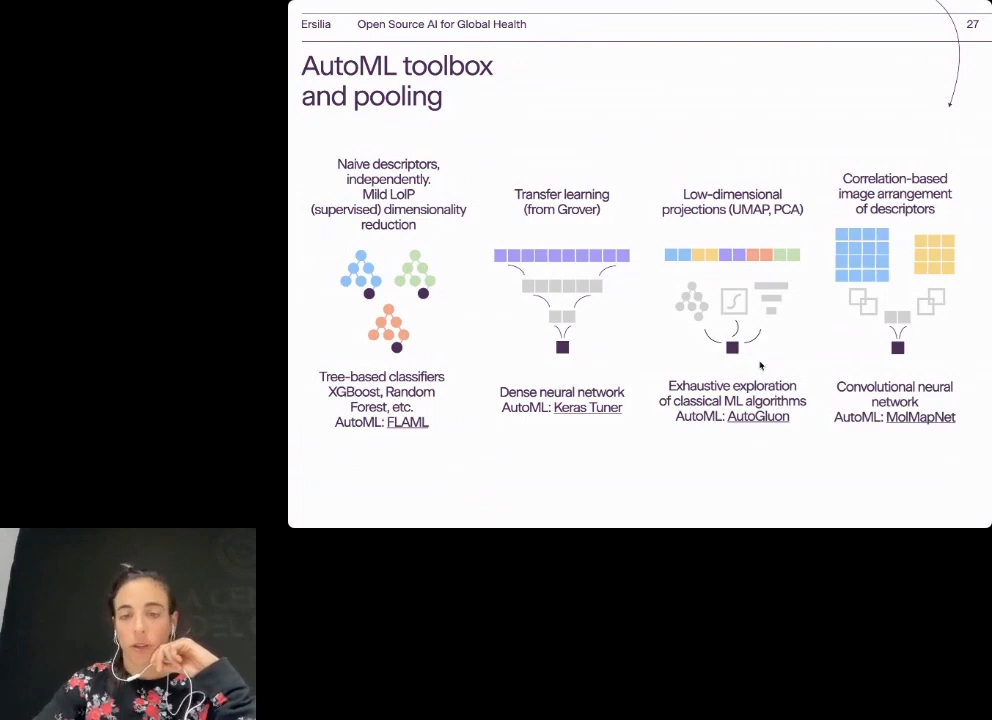 Ersilia
Open Source AI for Global Health
27
AutoML toolbox
and pooling
Naive descriptors,
independently.
Mild LolP
(supervised) dimensionality
reduction
Tree-based classifiers
XGBoost, Random
Forest, etc.
AutoML: FLAML
Transfer learning
(from Grover)
Dense neural network
AutoML: Keras Tuner
Low-dimensional
projections (UMAP, PCA)
Exhaustive exploration
of classical ML algorithms
AutoML: AutoGluon
Correlation-based
image arrangement
of descriptors
Convolutional neural
network
AutoML: MolMapNet